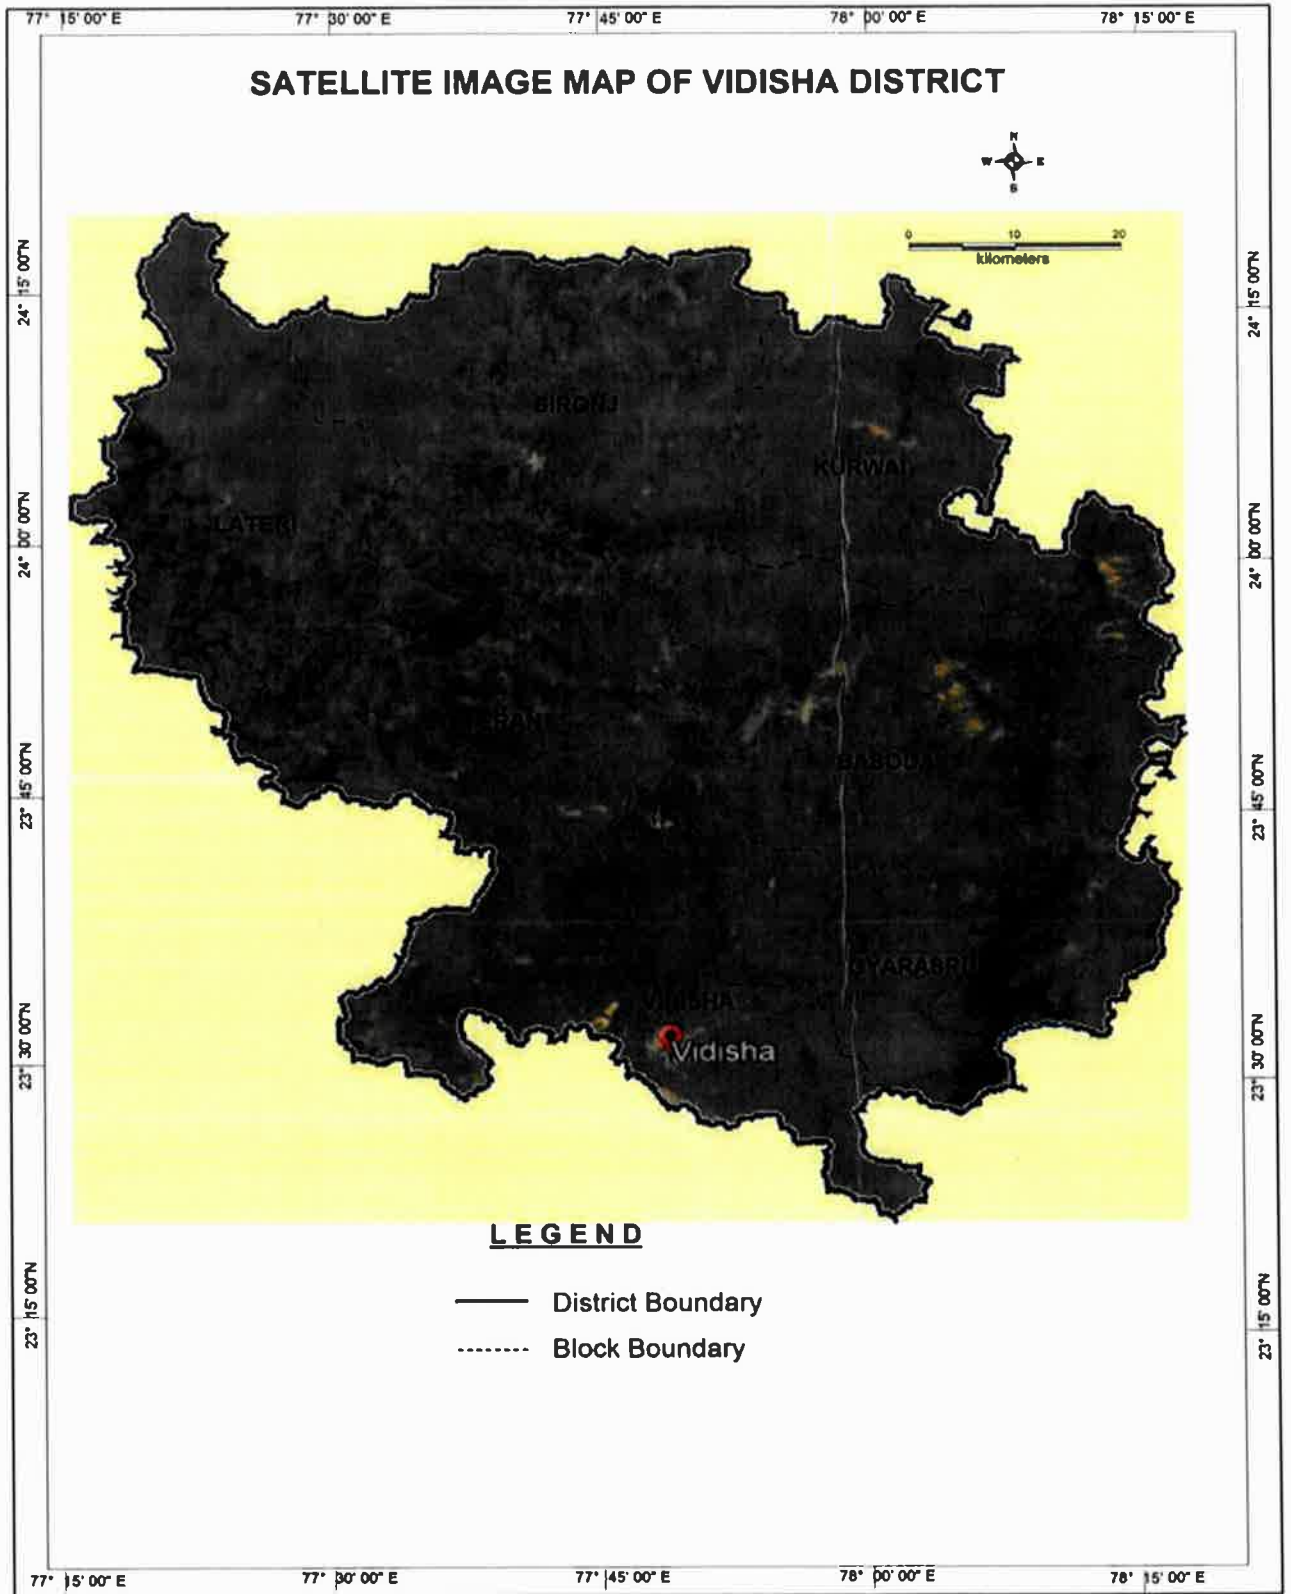 77° 15' 00" E 77° 30' 00" E 77° 45' 00" E 78° 00' 00" E 78° 15' 00" E
SATELLITE IMAGE MAP OF VIDISHA DISTRICT
N
W E
S
0 10 20
kilometers
24° 15' 00"N
24° 15' 00"N
SIRONJ
KURWAI
LATERI
24° 00' 00"N
24° 00' 00"N
BASODA
23° 45' 00"N
23° 45' 00"N
GYARASPUR
VIDISHA
Vidisha
23° 30' 00"N
23° 30' 00"N
LEGEND
District Boundary
Block Boundary
23° 15' 00"N
23° 15' 00"N
77° 15' 00" E 77° 30' 00" E 77° 45' 00" E 78° 00' 00" E 78° 15' 00" E